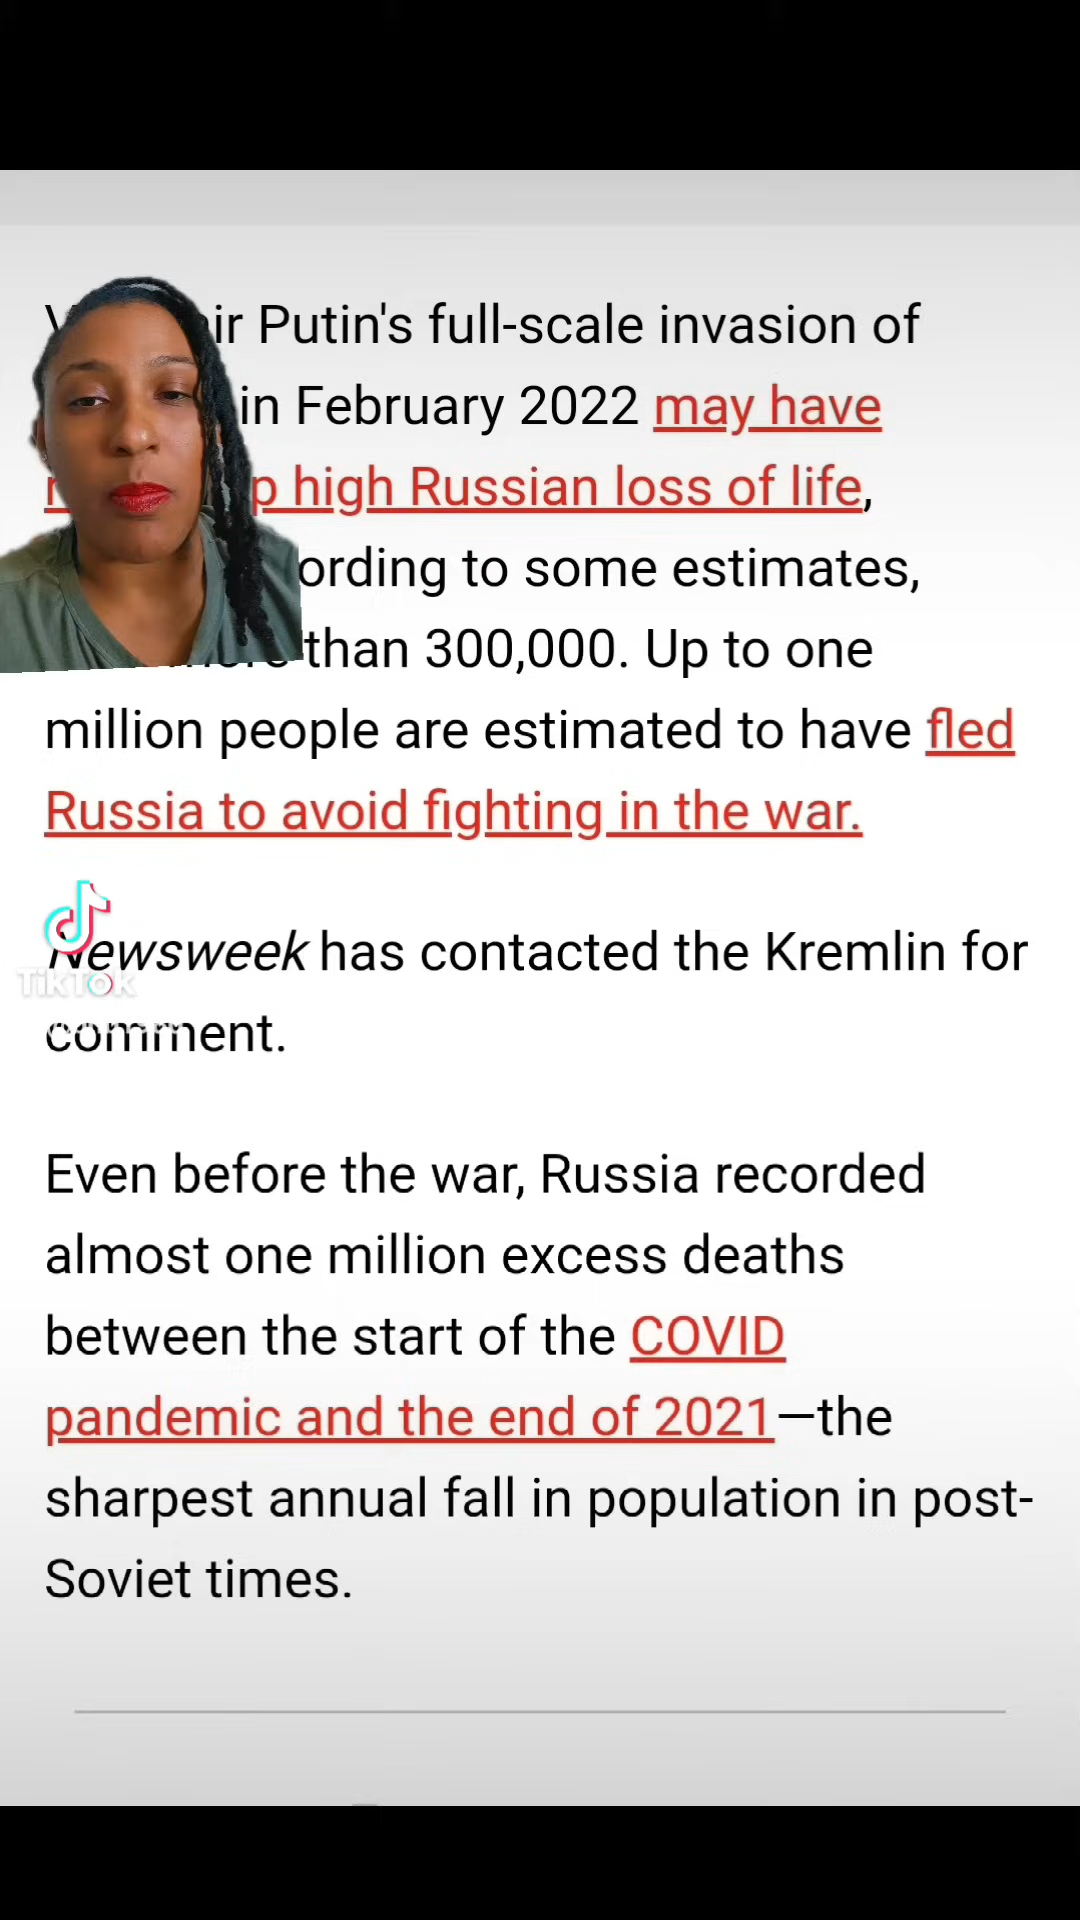 Putin's full-scale invasion of
in February 2022 may have
high Russian loss of life,
to some estimates,
than 300,000. Up to one
million people are estimated to have fled
Russia to avoid fighting in the war.
TikTok
Newsweek has contacted the Kremlin for
comment.
Even before the war, Russia recorded
almost one million excess deaths
between the start of the COVID
pandemic and the end of 2021—the
sharpest annual fall in population in post-
Soviet times.